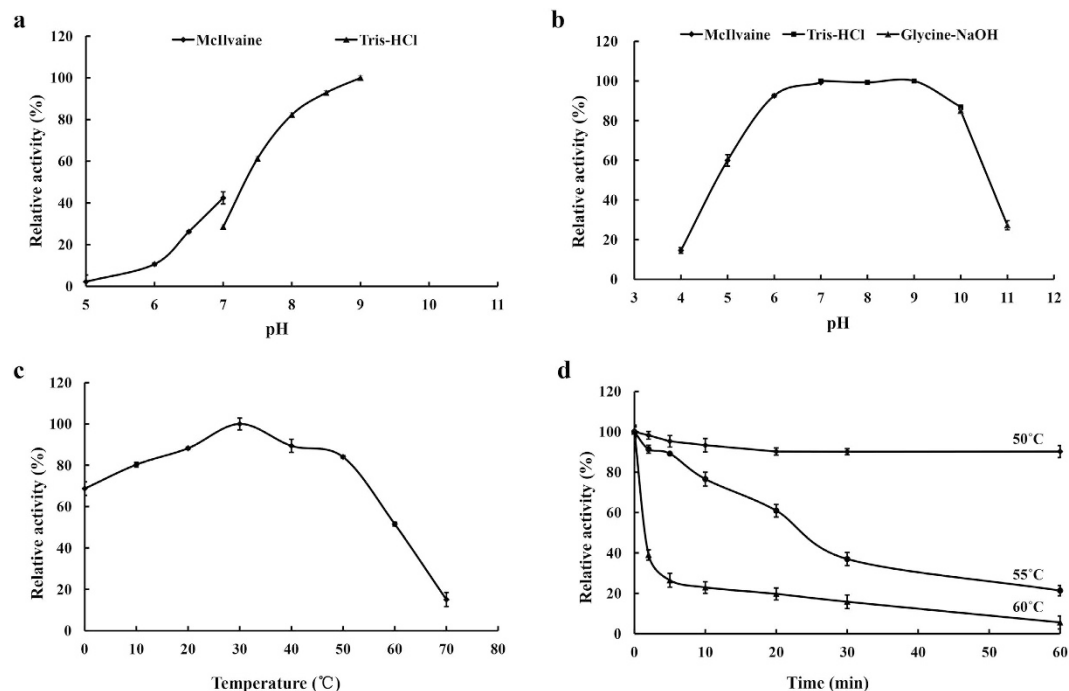 a
McIlvaine Tris-HCl
120
100
80
60
40
20
0
Relative activity (%)
5 6 7 8 9 10 11
pH
b
McIlvaine Tris-HCl Glycine-NaOH
120
100
80
60
40
20
0
Relative activity (%)
3 4 5 6 7 8 9 10 11 12
pH
c
120
100
80
60
40
20
0
Relative activity (%)
0 10 20 30 40 50 60 70 80
Temperature (℃)
d
120
100
80
60
40
20
0
Relative activity (%)
50°C
55°C
60°C
0 10 20 30 40 50 60
Time (min)